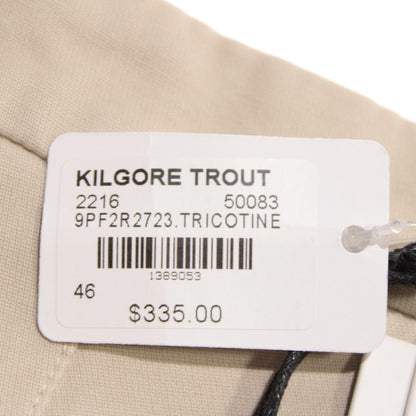 KILGORE TROUT
2216 50083
9PF2R2723.TRICOTINE
1389053
46
$335.00